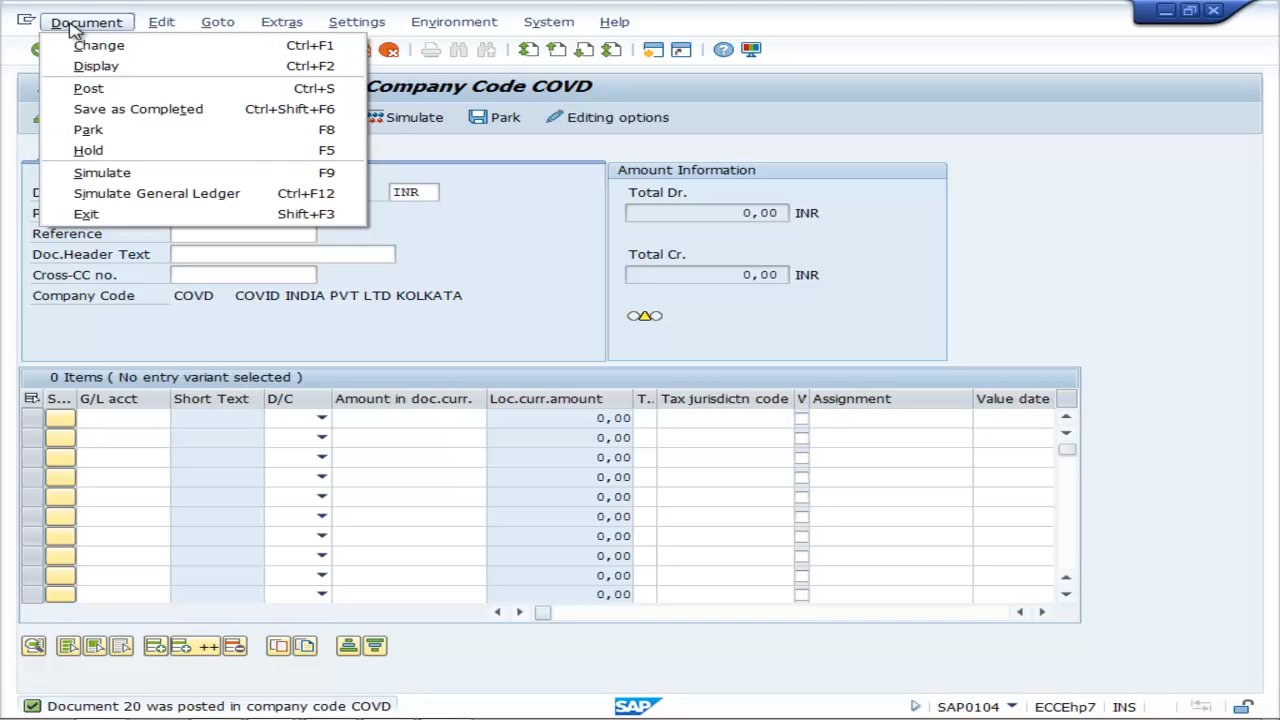 Document Edit Goto Extras Settings Environment System Help
Change Ctrl+F1
Display Ctrl+F2
Post Ctrl+S
Save as Completed Ctrl+Shift+F6
Park F8
Hold F5
Simulate F9
Simulate General Ledger Ctrl+F12
Exit Shift+F3
Company Code COVD
Simulate Park Editing options
INR
Reference
Doc.Header Text
Cross-CC no.
Company Code COVD COVID INDIA PVT LTD KOLKATA
Amount Information
Total Dr.
0,00 INR
Total Cr.
0,00 INR
0 Items ( No entry variant selected )
S... G/L acct Short Text D/C Amount in doc.curr. Loc.curr.amount T.. Tax jurisdictn code V Assignment Value date
0,00
0,00
0,00
0,00
0,00
0,00
0,00
0,00
0,00
0,00
++
Document 20 was posted in company code COVD SAP SAP0104 ECCEhp7 INS